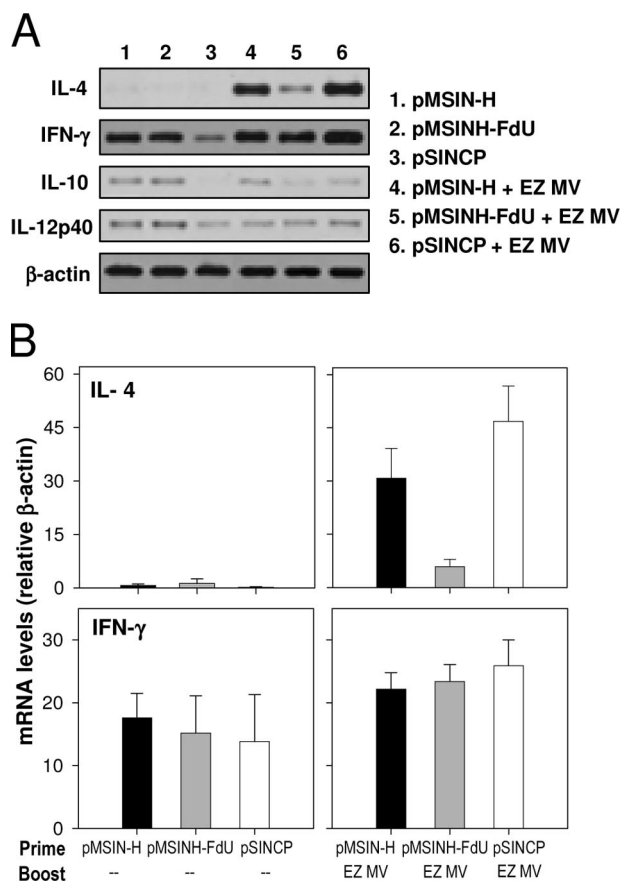 A
1 2 3 4 5 6
IL-4
IFN-γ
IL-10
IL-12p40
β-actin
1. pMSIN-H
2. pMSINH-FdU
3. pSINCP
4. pMSIN-H + EZ MV
5. pMSINH-FdU + EZ MV
6. pSINCP + EZ MV
B
mRNA levels (relative β-actin)
60
45
30
15
0
IL- 4
30
20
10
0
IFN-γ
Prime pMSIN-H pMSINH-FdU pSINCP pMSIN-H pMSINH-FdU pSINCP
Boost -- -- -- EZ MV EZ MV EZ MV